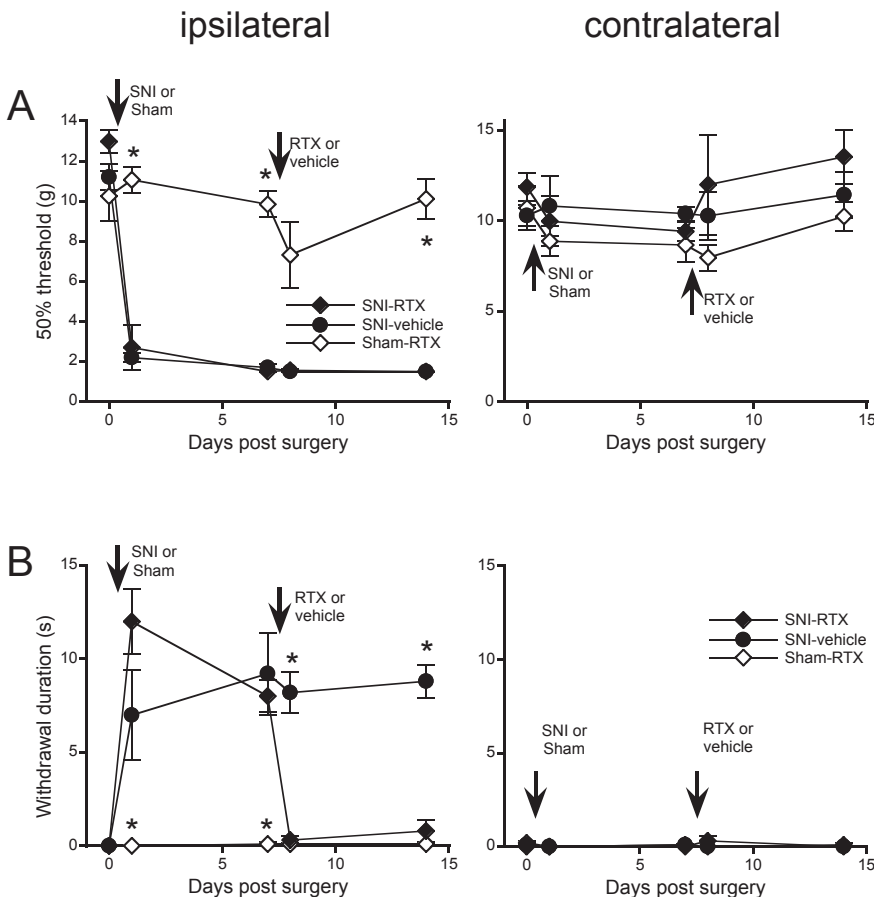 ipsilateral
contralateral
A
SNI or
Sham
RTX or
vehicle
50% threshold (g)
14
12
10
8
6
4
2
0
*
*
*
SNI-RTX
SNI-vehicle
Sham-RTX
0
5
10
15
Days post surgery
15
10
5
0
SNI or
Sham
RTX or
vehicle
0
5
10
15
Days post surgery
B
SNI or
Sham
RTX or
vehicle
Withdrawal duration (s)
15
10
5
0
*
*
*
*
0
5
10
15
Days post surgery
15
10
5
0
SNI-RTX
SNI-vehicle
Sham-RTX
SNI or
Sham
RTX or
vehicle
0
5
10
15
Days post surgery